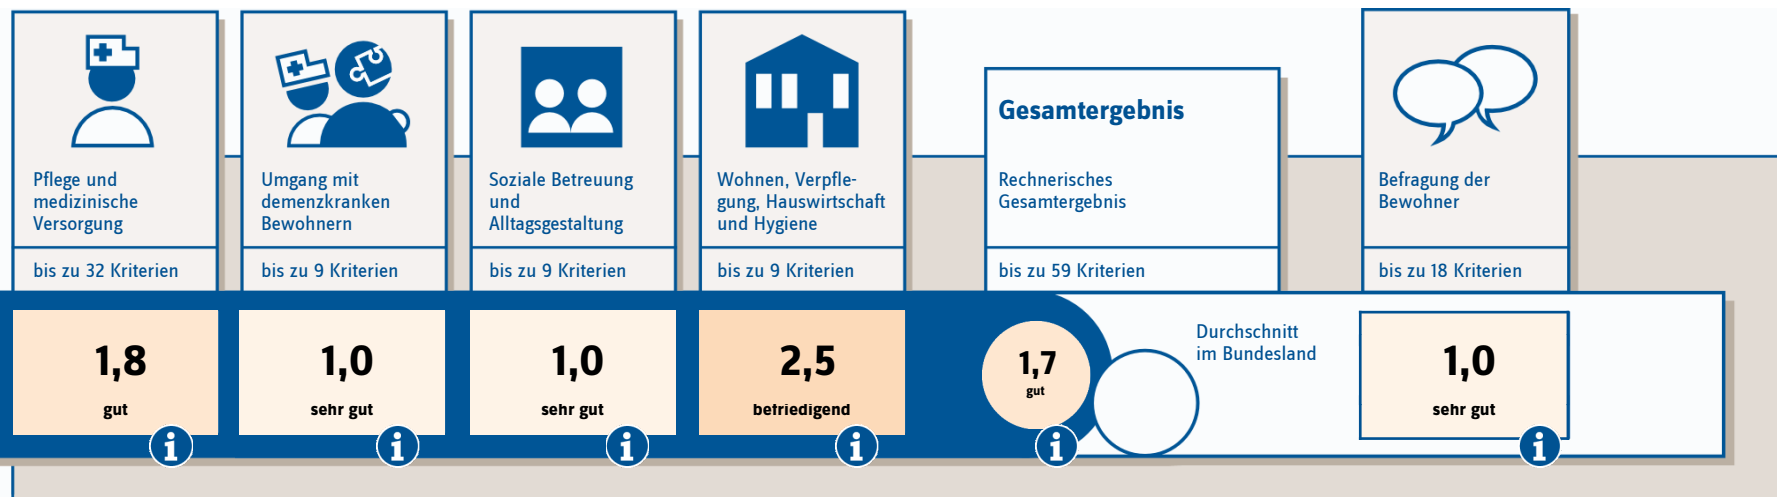 Pflege und
medizinische
Versorgung
bis zu 32 Kriterien
1,8
gut
Umgang mit
demenzkranken
Bewohnern
bis zu 9 Kriterien
1,0
sehr gut
Soziale Betreuung
und
Alltagsgestaltung
bis zu 9 Kriterien
1,0
sehr gut
Wohnen, Verpfle-
gung, Hauswirtschaft
und Hygiene
bis zu 9 Kriterien
2,5
befriedigend
Gesamtergebnis
Rechnerisches
Gesamtergebnis
bis zu 59 Kriterien
1,7
gut
Durchschnitt
im Bundesland
Befragung der
Bewohner
bis zu 18 Kriterien
1,0
sehr gut